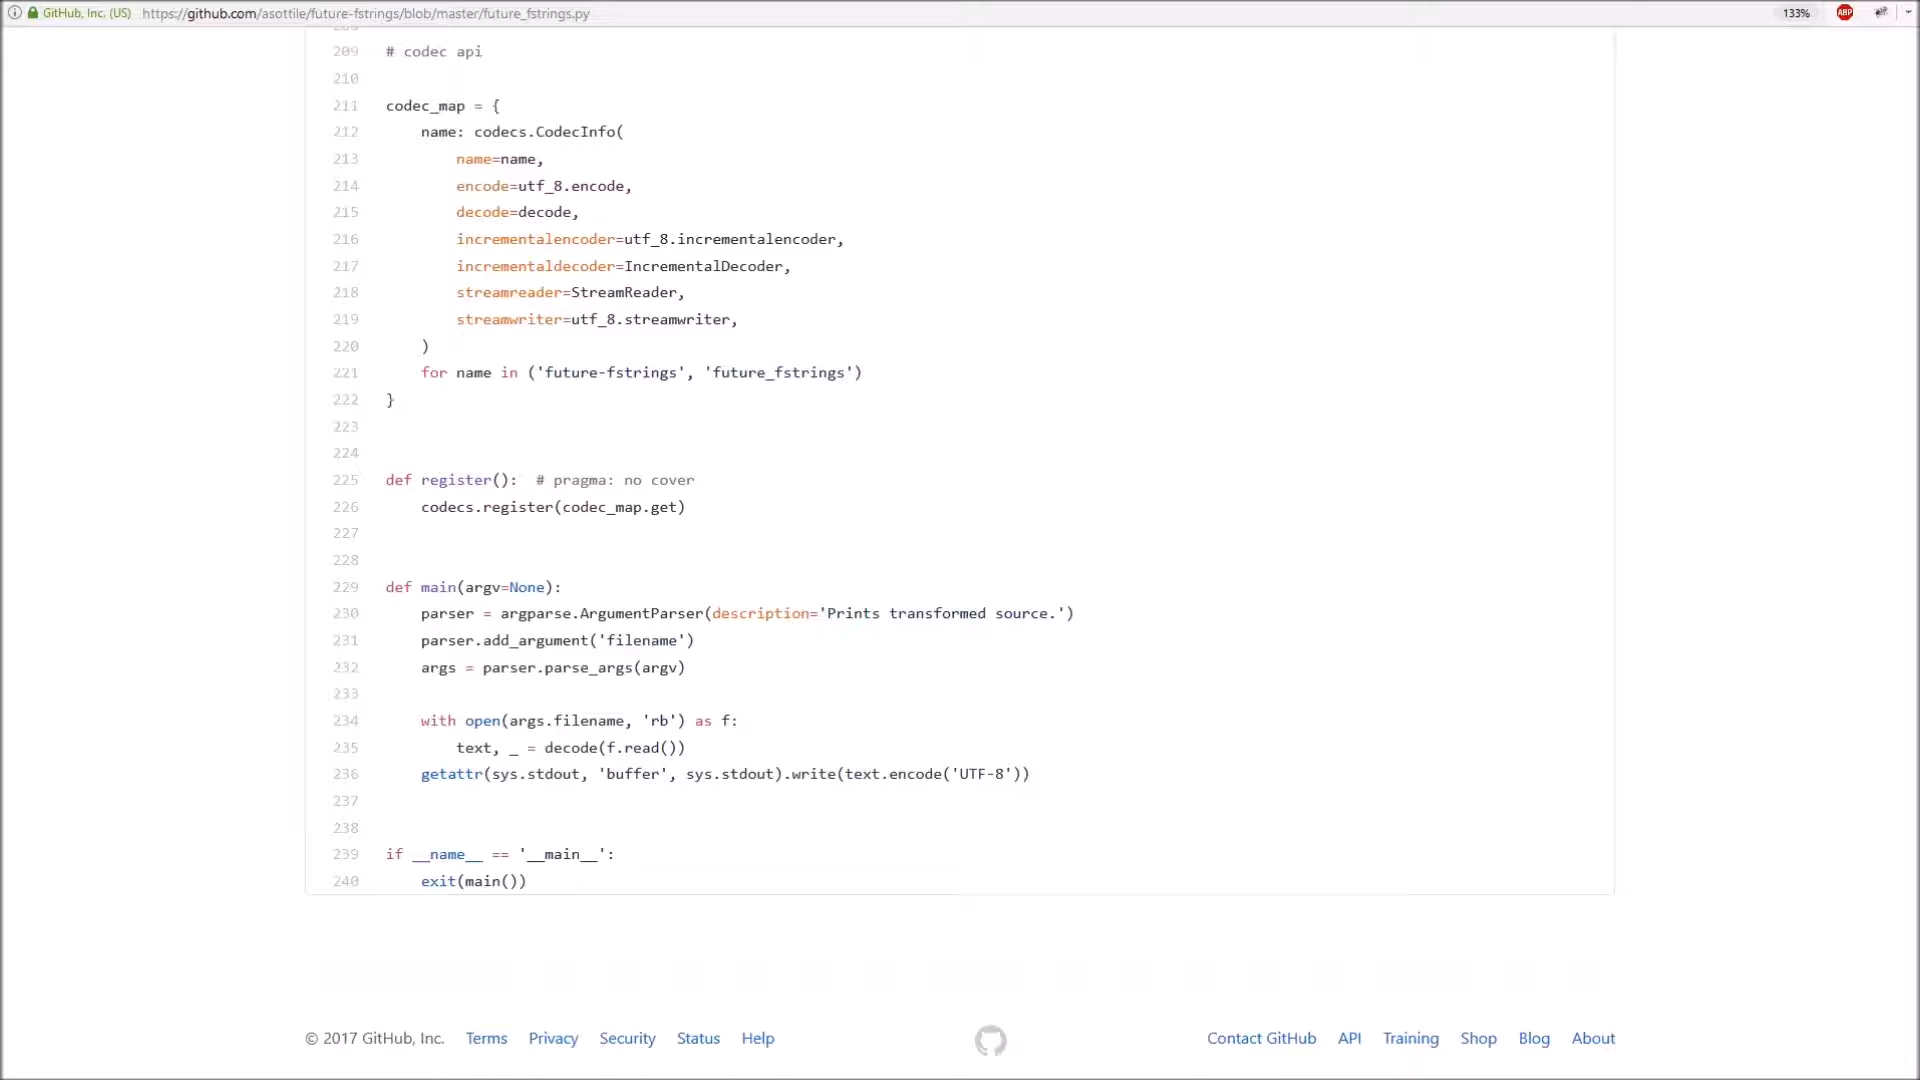 GitHub, Inc. (US) https://github.com/asottile/future-fstrings/blob/master/future_fstrings.py 133% ABP
209 # codec api
210
211 codec_map = {
212     name: codecs.CodecInfo(
213         name=name,
214         encode=utf_8.encode,
215         decode=decode,
216         incrementalencoder=utf_8.incrementalencoder,
217         incrementaldecoder=IncrementalDecoder,
218         streamreader=StreamReader,
219         streamwriter=utf_8.streamwriter,
220     )
221     for name in ('future-fstrings', 'future_fstrings')
222 }
223
224
225 def register():  # pragma: no cover
226     codecs.register(codec_map.get)
227
228
229 def main(argv=None):
230     parser = argparse.ArgumentParser(description='Prints transformed source.')
231     parser.add_argument('filename')
232     args = parser.parse_args(argv)
233
234     with open(args.filename, 'rb') as f:
235         text, _ = decode(f.read())
236     getattr(sys.stdout, 'buffer', sys.stdout).write(text.encode('UTF-8'))
237
238
239 if __name__ == '__main__':
240     exit(main())
© 2017 GitHub, Inc. Terms Privacy Security Status Help Contact GitHub API Training Shop Blog About